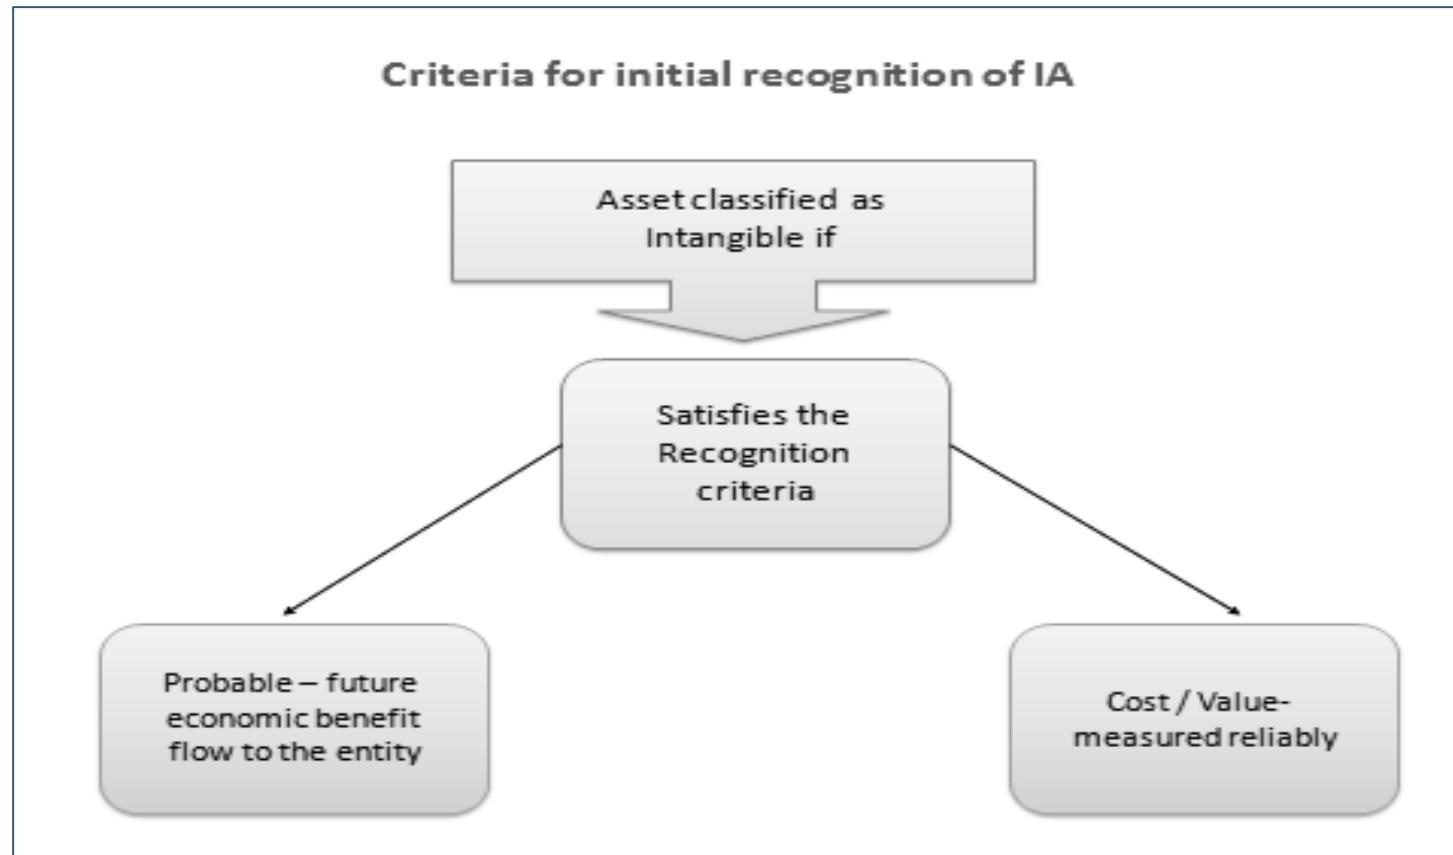 Criteria for initial recognition of IA
Asset classified as
Intangible if
Satisfies the
Recognition
criteria
Probable – future
economic benefit
flow to the entity
Cost / Value-
measured reliably